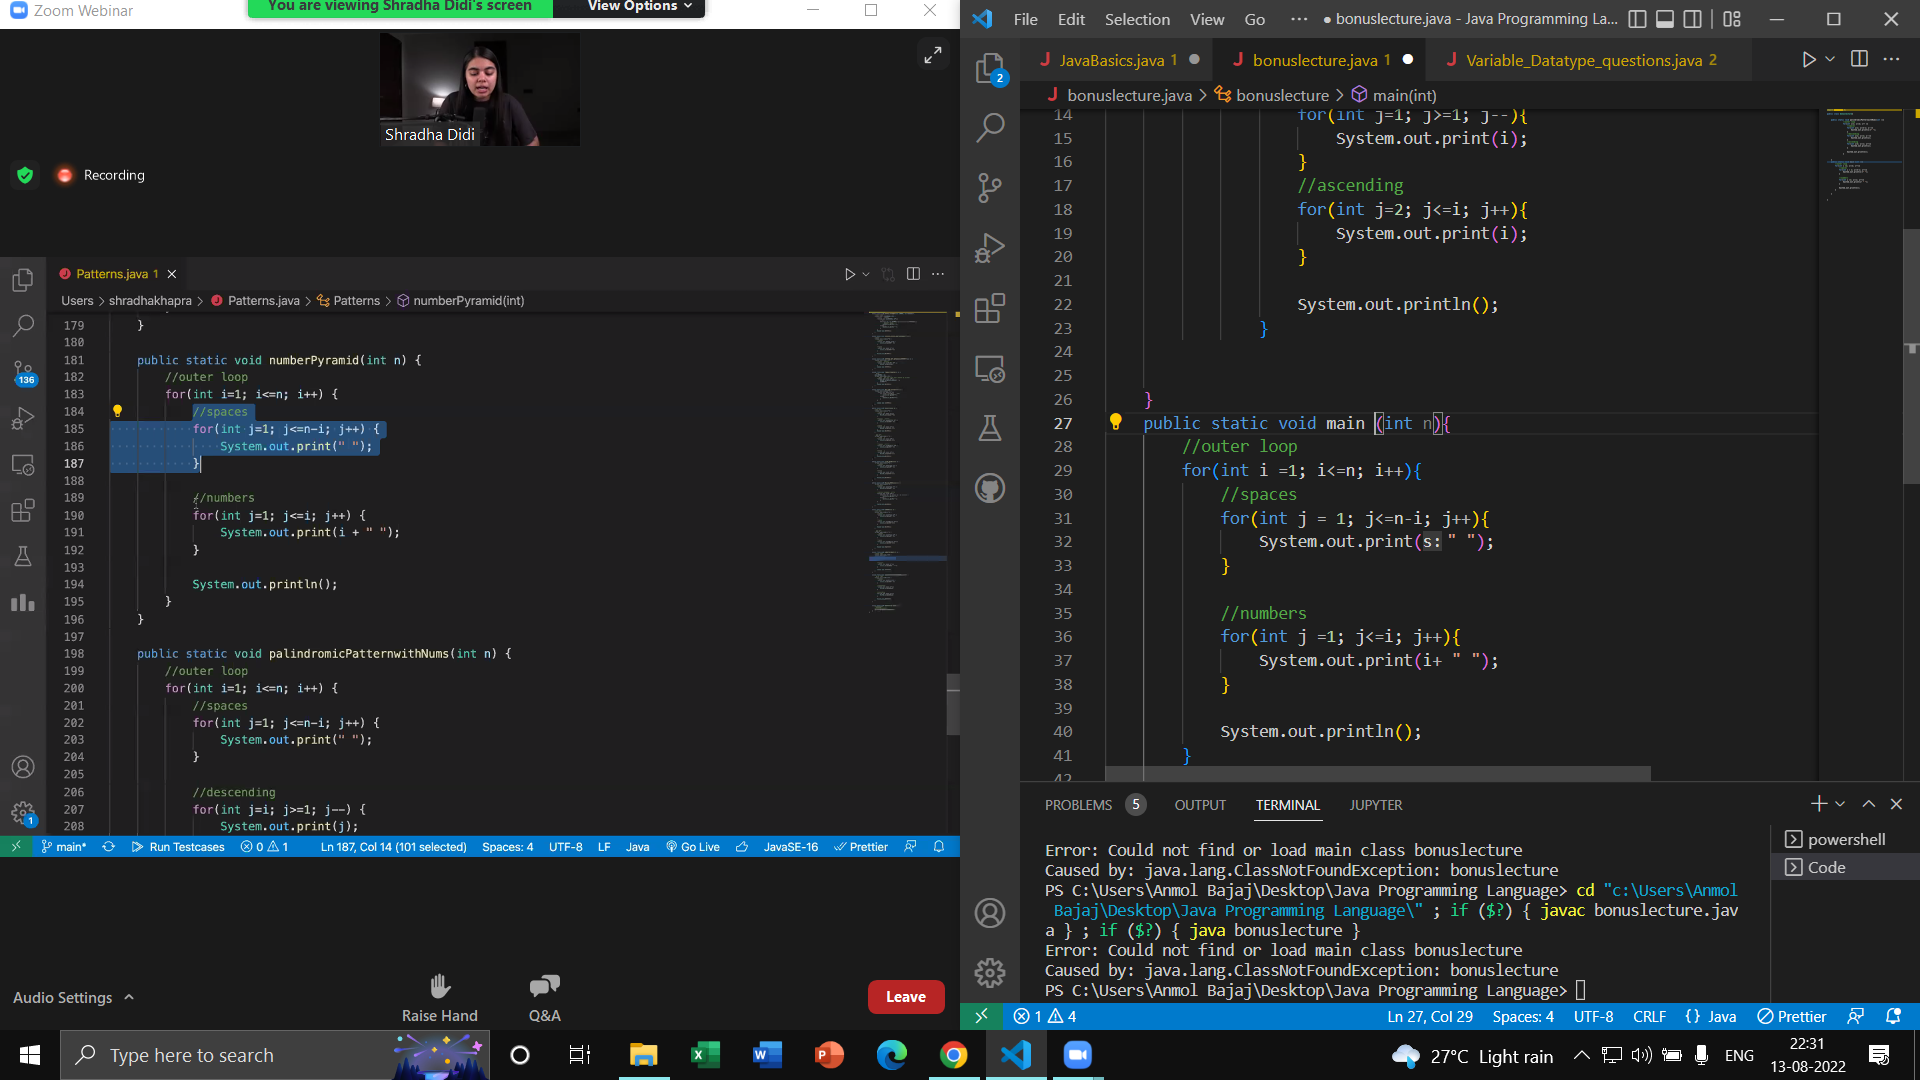 Zoom Webinar
You are viewing Shradha Didi's screen
View Options
Shradha Didi
Recording
Patterns.java 1
Users > shradhakhapra > Patterns.java > Patterns > numberPyramid(int)
136
1
179 }
180
181 public static void numberPyramid(int n) {
182 //outer loop
183 for(int i=1; i<=n; i++) {
184 //spaces
185 for(int j=1; j<=n-i; j++) {
186 System.out.print(" ");
187 }
188
189 //numbers
190 for(int j=1; j<=i; j++) {
191 System.out.print(i + " ");
192 }
193
194 System.out.println();
195 }
196 }
197
198 public static void palindromicPatternwithNums(int n) {
199 //outer loop
200 for(int i=1; i<=n; i++) {
201 //spaces
202 for(int j=1; j<=n-i; j++) {
203 System.out.print(" ");
204 }
205
206 //descending
207 for(int j=i; j>=1; j--) {
208 System.out.print(j);
main* Run Testcases 0 1 Ln 187, Col 14 (101 selected) Spaces: 4 UTF-8 LF Java Go Live JavaSE-16 Prettier
Audio Settings
Raise Hand
Q&A
Leave
File Edit Selection View Go ··· ● bonuslecture.java - Java Programming La...
2
JavaBasics.java 1 bonuslecture.java 1 Variable_Datatype_questions.java 2
bonuslecture.java > bonuslecture > main(int)
14 for(int j=1; j>=1; j--){
15 System.out.print(i);
16 }
17 //ascending
18 for(int j=2; j<=i; j++){
19 System.out.print(i);
20 }
21
22 System.out.println();
23 }
24
25
26 }
27 public static void main (int n){
28 //outer loop
29 for(int i =1; i<=n; i++){
30 //spaces
31 for(int j = 1; j<=n-i; j++){
32 System.out.print(s:" ");
33 }
34
35 //numbers
36 for(int j =1; j<=i; j++){
37 System.out.print(i+ " ");
38 }
39
40 System.out.println();
41 }
42
PROBLEMS 5 OUTPUT TERMINAL JUPYTER
powershell
Code
Error: Could not find or load main class bonuslecture
Caused by: java.lang.ClassNotFoundException: bonuslecture
PS C:\Users\Anmol Bajaj\Desktop\Java Programming Language> cd "c:\Users\Anmol
Bajaj\Desktop\Java Programming Language\" ; if ($?) { javac bonuslecture.jav
a } ; if ($?) { java bonuslecture }
Error: Could not find or load main class bonuslecture
Caused by: java.lang.ClassNotFoundException: bonuslecture
PS C:\Users\Anmol Bajaj\Desktop\Java Programming Language>
1 4 Ln 27, Col 29 Spaces: 4 UTF-8 CRLF {} Java Prettier
Type here to search
27°C Light rain
ENG
22:31
13-08-2022